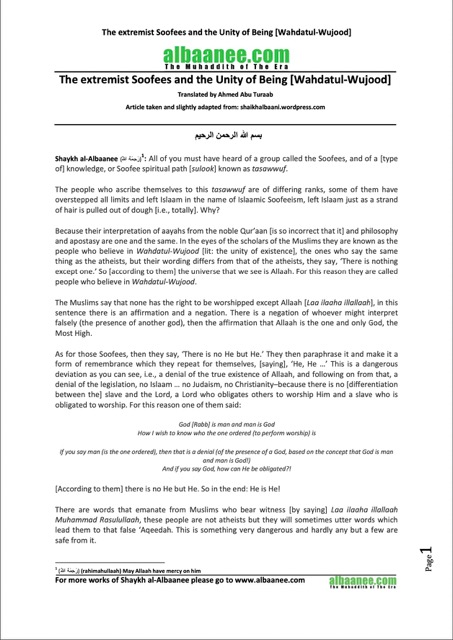 The extremist Soofees and the Unity of Being [Wahdatul-Wujood]
albaanee.com
The Muhaddith of The Era
The extremist Soofees and the Unity of Being [Wahdatul-Wujood]
Translated by Ahmed Abu Turaab
Article taken and slightly adapted from: shaikhalbaani.wordpress.com
بسم الله الرحمن الرحيم
Shaykh al-Albaanee (رَحِمَهُ اللهُ)1: All of you must have heard of a group called the Soofees, and of a [type
of] knowledge, or Soofee spiritual path [sulook] known as tasawwuf.
The people who ascribe themselves to this tasawwuf are of differing ranks, some of them have
overstepped all limits and left Islaam in the name of Islaamic Soofeeism, left Islaam just as a strand
of hair is pulled out of dough [i.e., totally]. Why?
Because their interpretation of aayahs from the noble Qur’aan [is so incorrect that it] and philosophy
and apostasy are one and the same. In the eyes of the scholars of the Muslims they are known as the
people who believe in Wahdatul-Wujood [lit: the unity of existence], the ones who say the same
thing as the atheists, but their wording differs from that of the atheists, they say, ‘There is nothing
except one.’ So [according to them] the universe that we see is Allaah. For this reason they are called
people who believe in Wahdatul-Wujood.
The Muslims say that none has the right to be worshipped except Allaah [Laa ilaaha illallaah], in this
sentence there is an affirmation and a negation. There is a negation of whoever might interpret
falsely (the presence of another god), then the affirmation that Allaah is the one and only God, the
Most High.
As for those Soofees, then they say, ‘There is no He but He.’ They then paraphrase it and make it a
form of remembrance which they repeat for themselves, [saying], ‘He, He …’ This is a dangerous
deviation as you can see, i.e., a denial of the true existence of Allaah, and following on from that, a
denial of the legislation, no Islaam … no Judaism, no Christianity–because there is no [differentiation
between the] slave and the Lord, a Lord who obligates others to worship Him and a slave who is
obligated to worship. For this reason one of them said:
God [Rabb] is man and man is God
How I wish to know who the one ordered (to perform worship) is
If you say man (is the one ordered), then that is a denial (of the presence of a God, based on the concept that God is man
and man is God!)
And if you say God, how can He be obligated?!
[According to them] there is no He but He. So in the end: He is He!
There are words that emanate from Muslims who bear witness [by saying] Laa ilaaha illallaah
Muhammad Rasulullaah, these people are not atheists but they will sometimes utter words which
lead them to that false ‘Aqeedah. This is something very dangerous and hardly any but a few are
safe from it.
1 (رَحِمَهُ اللهُ) (rahimahullaah) May Allaah have mercy on him
For more works of Shaykh al-Albaanee please go to www.albaanee.com
albaanee.com
The Muhaddith of The Era
Page 1